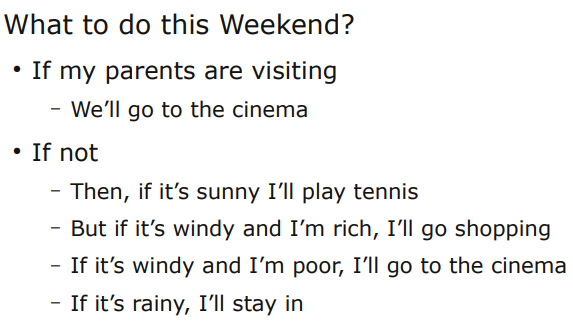 What to do this Weekend?
• If my parents are visiting
– We’ll go to the cinema
• If not
– Then, if it’s sunny I’ll play tennis
– But if it’s windy and I’m rich, I’ll go shopping
– If it’s windy and I’m poor, I’ll go to the cinema
– If it’s rainy, I’ll stay in